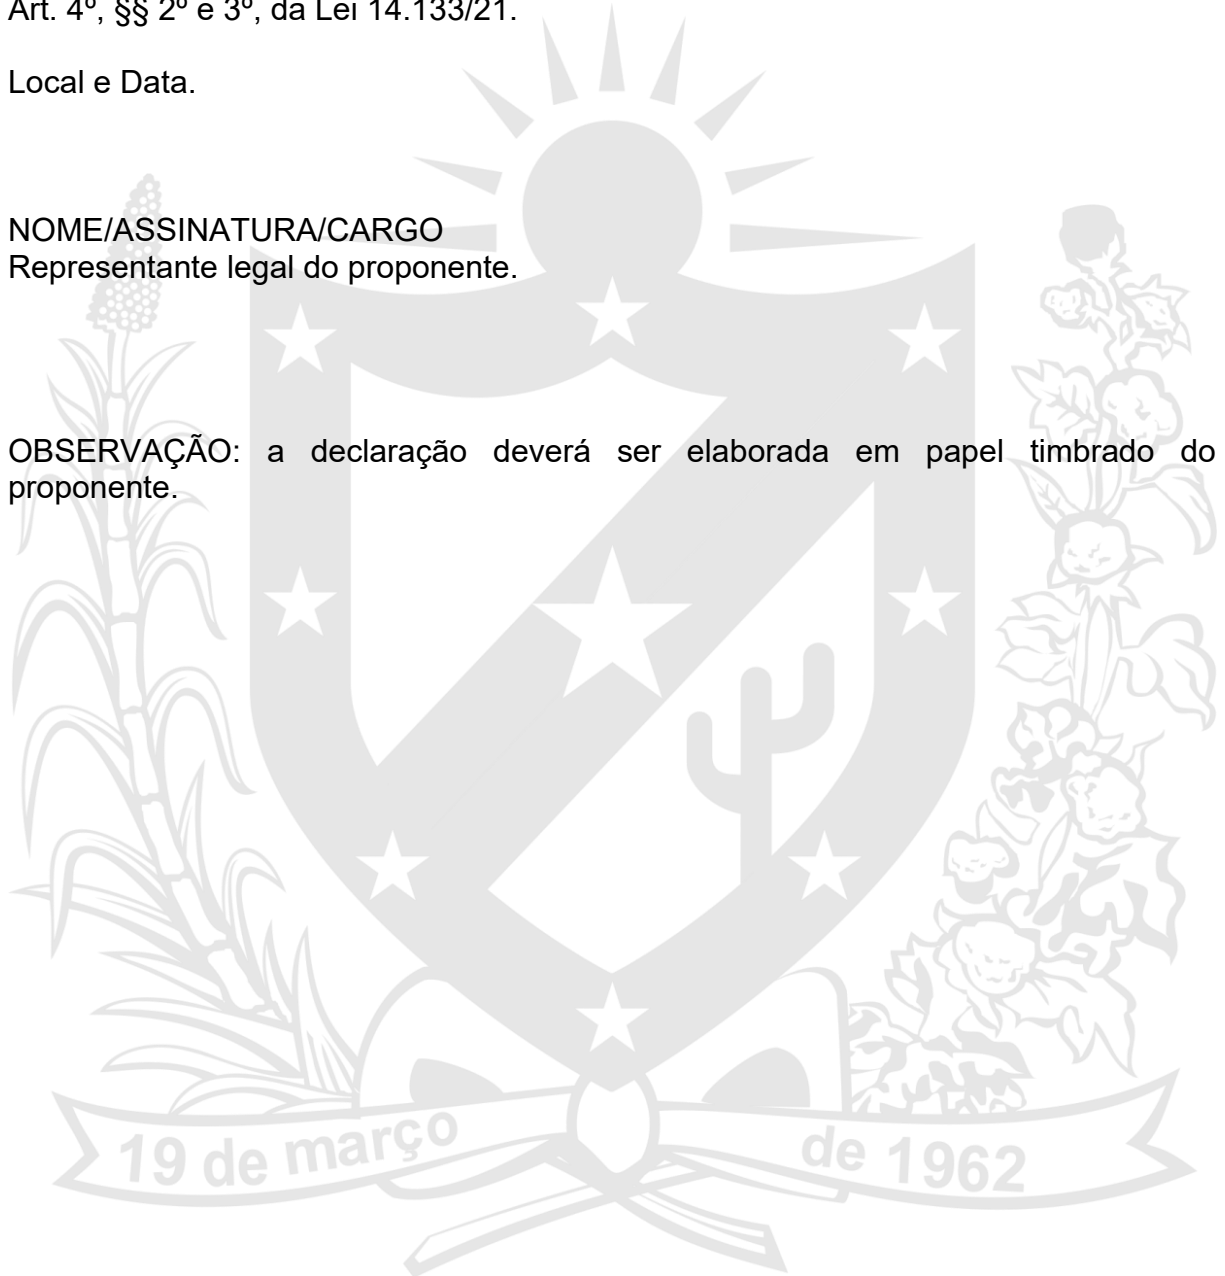 Art. 4º, §§ 2º e 3º, da Lei 14.133/21.
Local e Data.
NOME/ASSINATURA/CARGO
Representante legal do proponente.
OBSERVAÇÃO: a declaração deverá ser elaborada em papel timbrado do
proponente.
19 de março de 1962